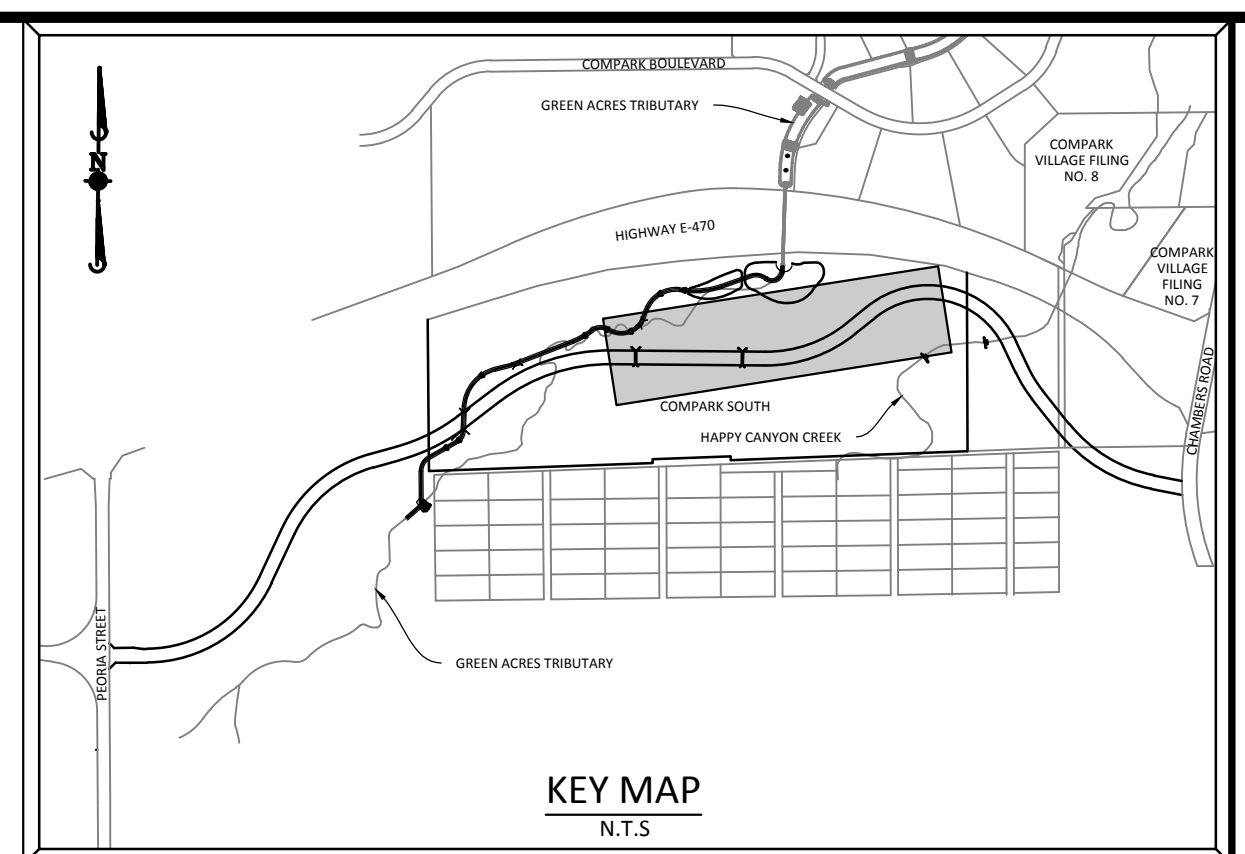 COMPARK BOULEVARD
GREEN ACRES TRIBUTARY
COMPARK
VILLAGE FILING
NO. 8
N
HIGHWAY E-470
COMPARK
VILLAGE
FILING
NO. 7
CHAMBERS ROAD
COMPARK SOUTH
HAPPY CANYON CREEK
PEORIA STREET
GREEN ACRES TRIBUTARY
KEY MAP
N.T.S